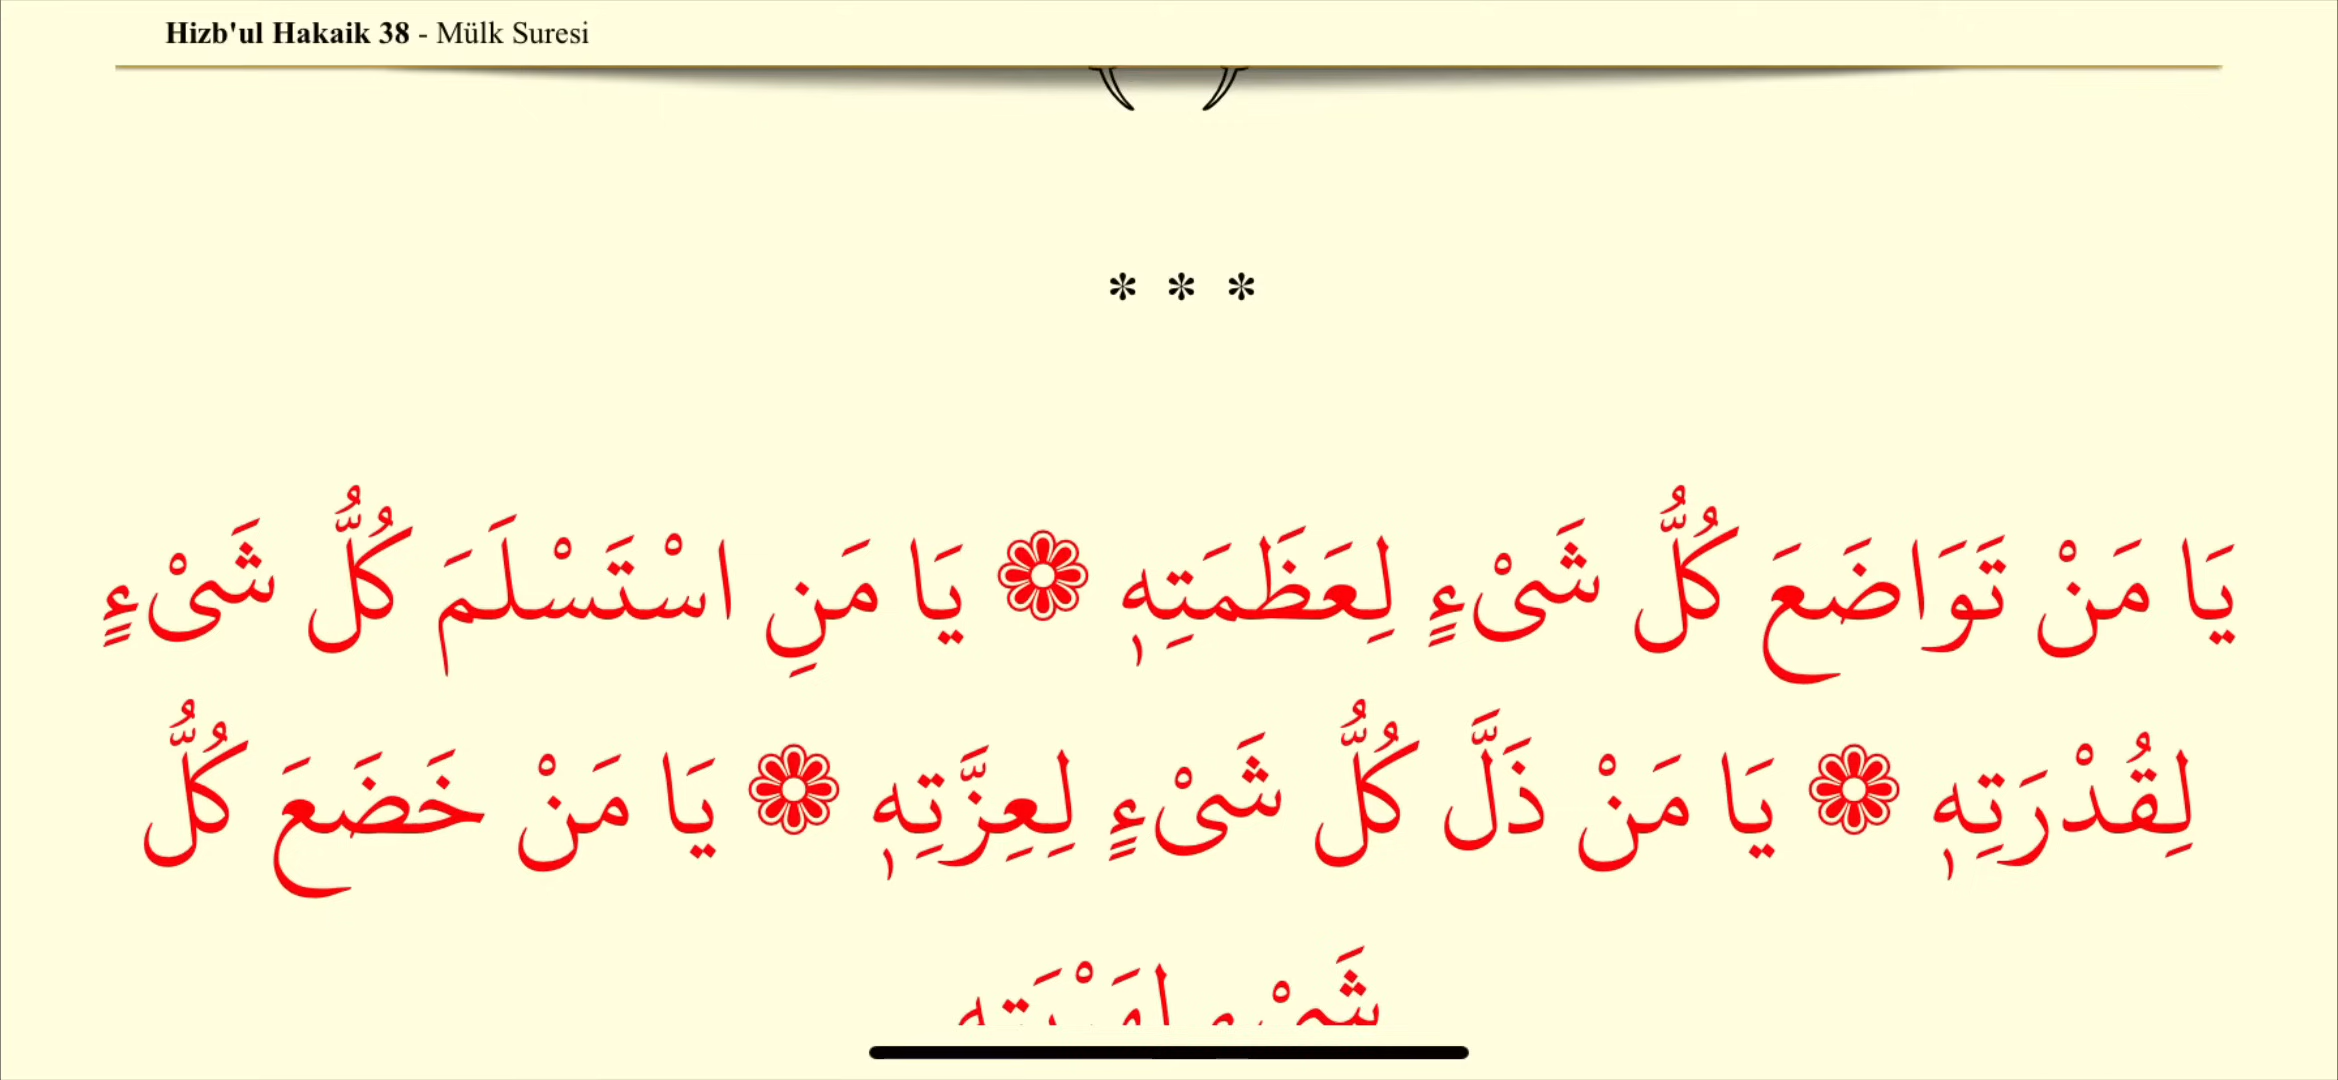 Hizb'ul Hakaik 38 - Mülk Suresi
* * *
يَا مَنْ تَوَاضَعَ كُلُّ شَىْءٍ لِعَظَمَتِهٖ ❁ يَا مَنِ اسْتَسْلَمَ كُلُّ شَىْءٍ
لِقُدْرَتِهٖ ❁ يَا مَنْ ذَلَّ كُلُّ شَىْءٍ لِعِزَّتِهٖ ❁ يَا مَنْ خَضَعَ كُلُّ
شَىْءٍ